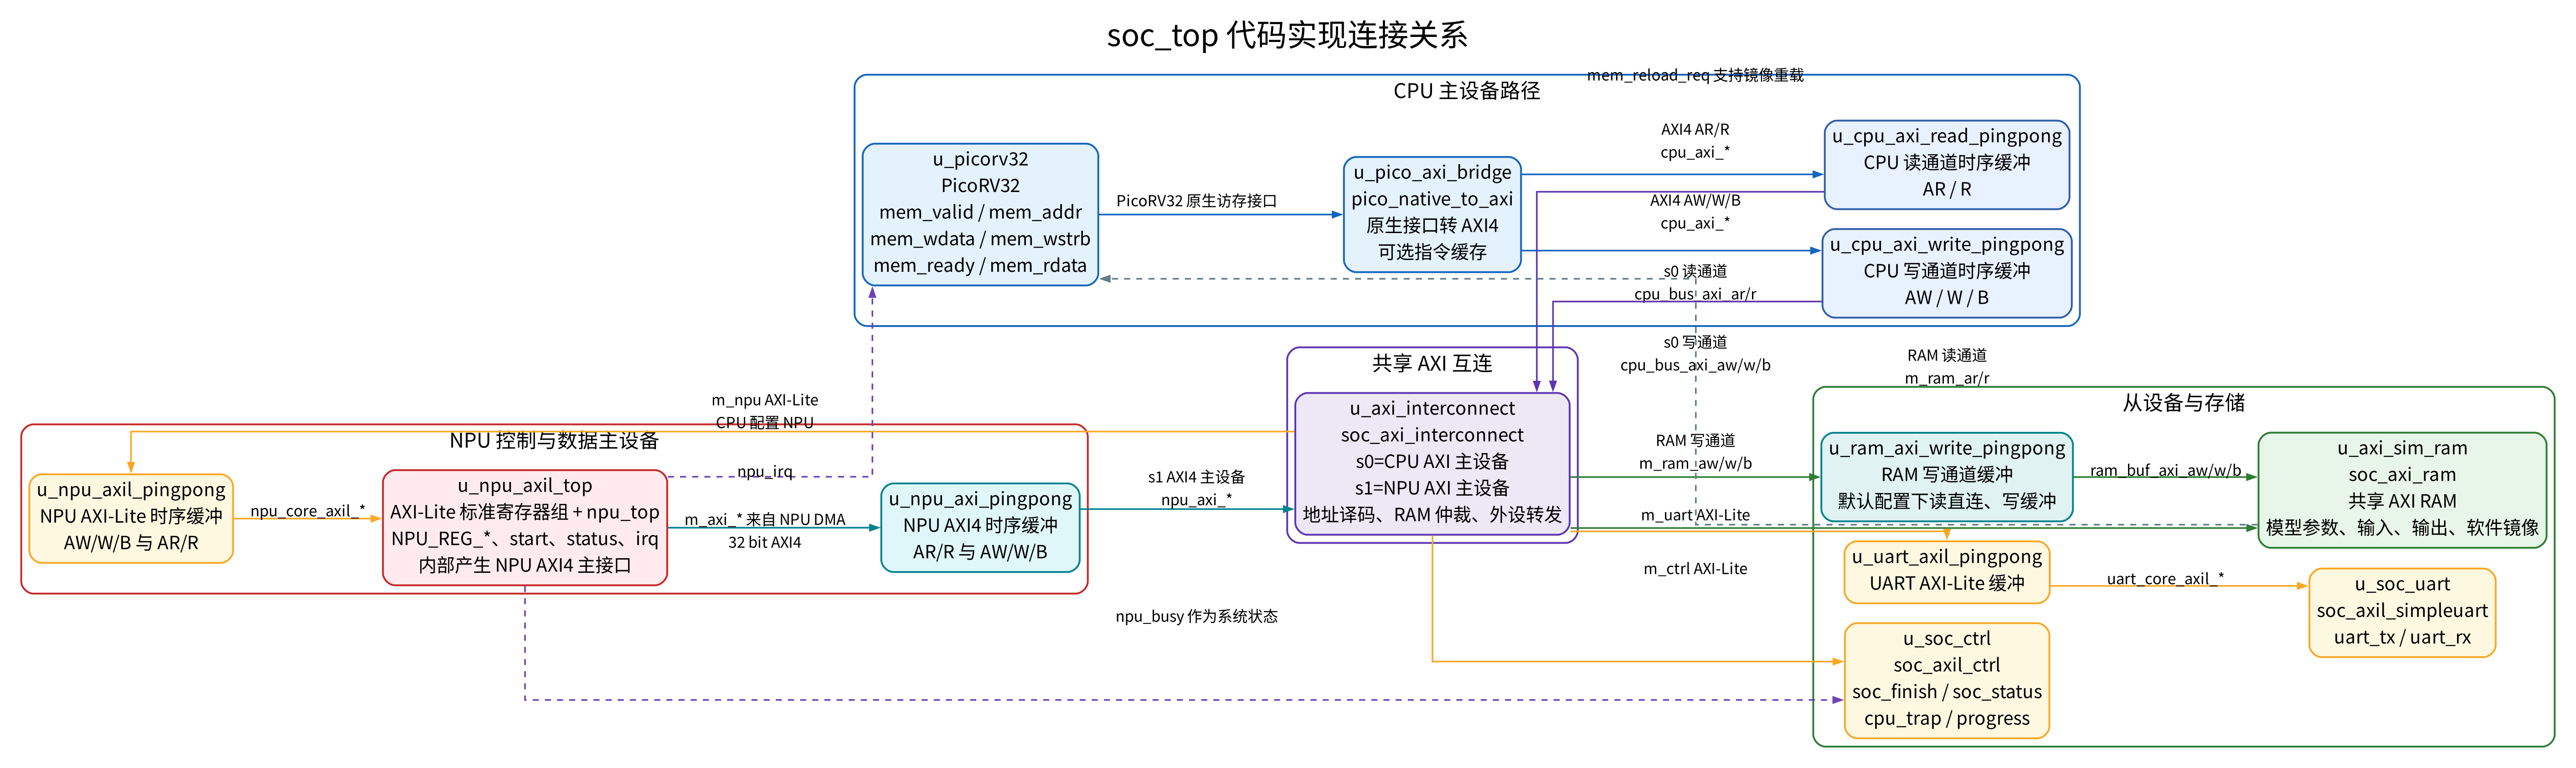 soc_top 代码实现连接关系
mem_reload_req 支持镜像重载
CPU 主设备路径
u_picorv32
PicoRV32
mem_valid / mem_addr
mem_wdata / mem_wstrb
mem_ready / mem_rdata
PicoRV32 原生访存接口
u_pico_axi_bridge
pico_native_to_axi
原生接口转 AXI4
可选指令缓存
AXI4 AR/R
cpu_axi_*
AXI4 AW/W/B
cpu_axi_*
u_cpu_axi_read_pingpong
CPU 读通道时序缓冲
AR / R
u_cpu_axi_write_pingpong
CPU 写通道时序缓冲
AW / W / B
s0 读通道
cpu_bus_axi_ar/r
s0 写通道
cpu_bus_axi_aw/w/b
共享 AXI 互连
u_axi_interconnect
soc_axi_interconnect
s0=CPU AXI 主设备
s1=NPU AXI 主设备
地址译码、RAM 仲裁、外设转发
m_npu AXI-Lite
CPU 配置 NPU
NPU 控制与数据主设备
u_npu_axil_pingpong
NPU AXI-Lite 时序缓冲
AW/W/B 与 AR/R
npu_core_axil_*
u_npu_axil_top
AXI-Lite 标准寄存器组 + npu_top
NPU_REG_*、start、status、irq
内部产生 NPU AXI4 主接口
npu_irq
m_axi_* 来自 NPU DMA
32 bit AXI4
u_npu_axi_pingpong
NPU AXI4 时序缓冲
AR/R 与 AW/W/B
s1 AXI4 主设备
npu_axi_*
npu_busy 作为系统状态
RAM 读通道
m_ram_ar/r
从设备与存储
RAM 写通道
m_ram_aw/w/b
u_ram_axi_write_pingpong
RAM 写通道缓冲
默认配置下读直连、写缓冲
ram_buf_axi_aw/w/b
u_axi_sim_ram
soc_axi_ram
共享 AXI RAM
模型参数、输入、输出、软件镜像
m_uart AXI-Lite
u_uart_axil_pingpong
UART AXI-Lite 缓冲
uart_core_axil_*
u_soc_uart
soc_axil_simpleuart
uart_tx / uart_rx
m_ctrl AXI-Lite
u_soc_ctrl
soc_axil_ctrl
soc_finish / soc_status
cpu_trap / progress